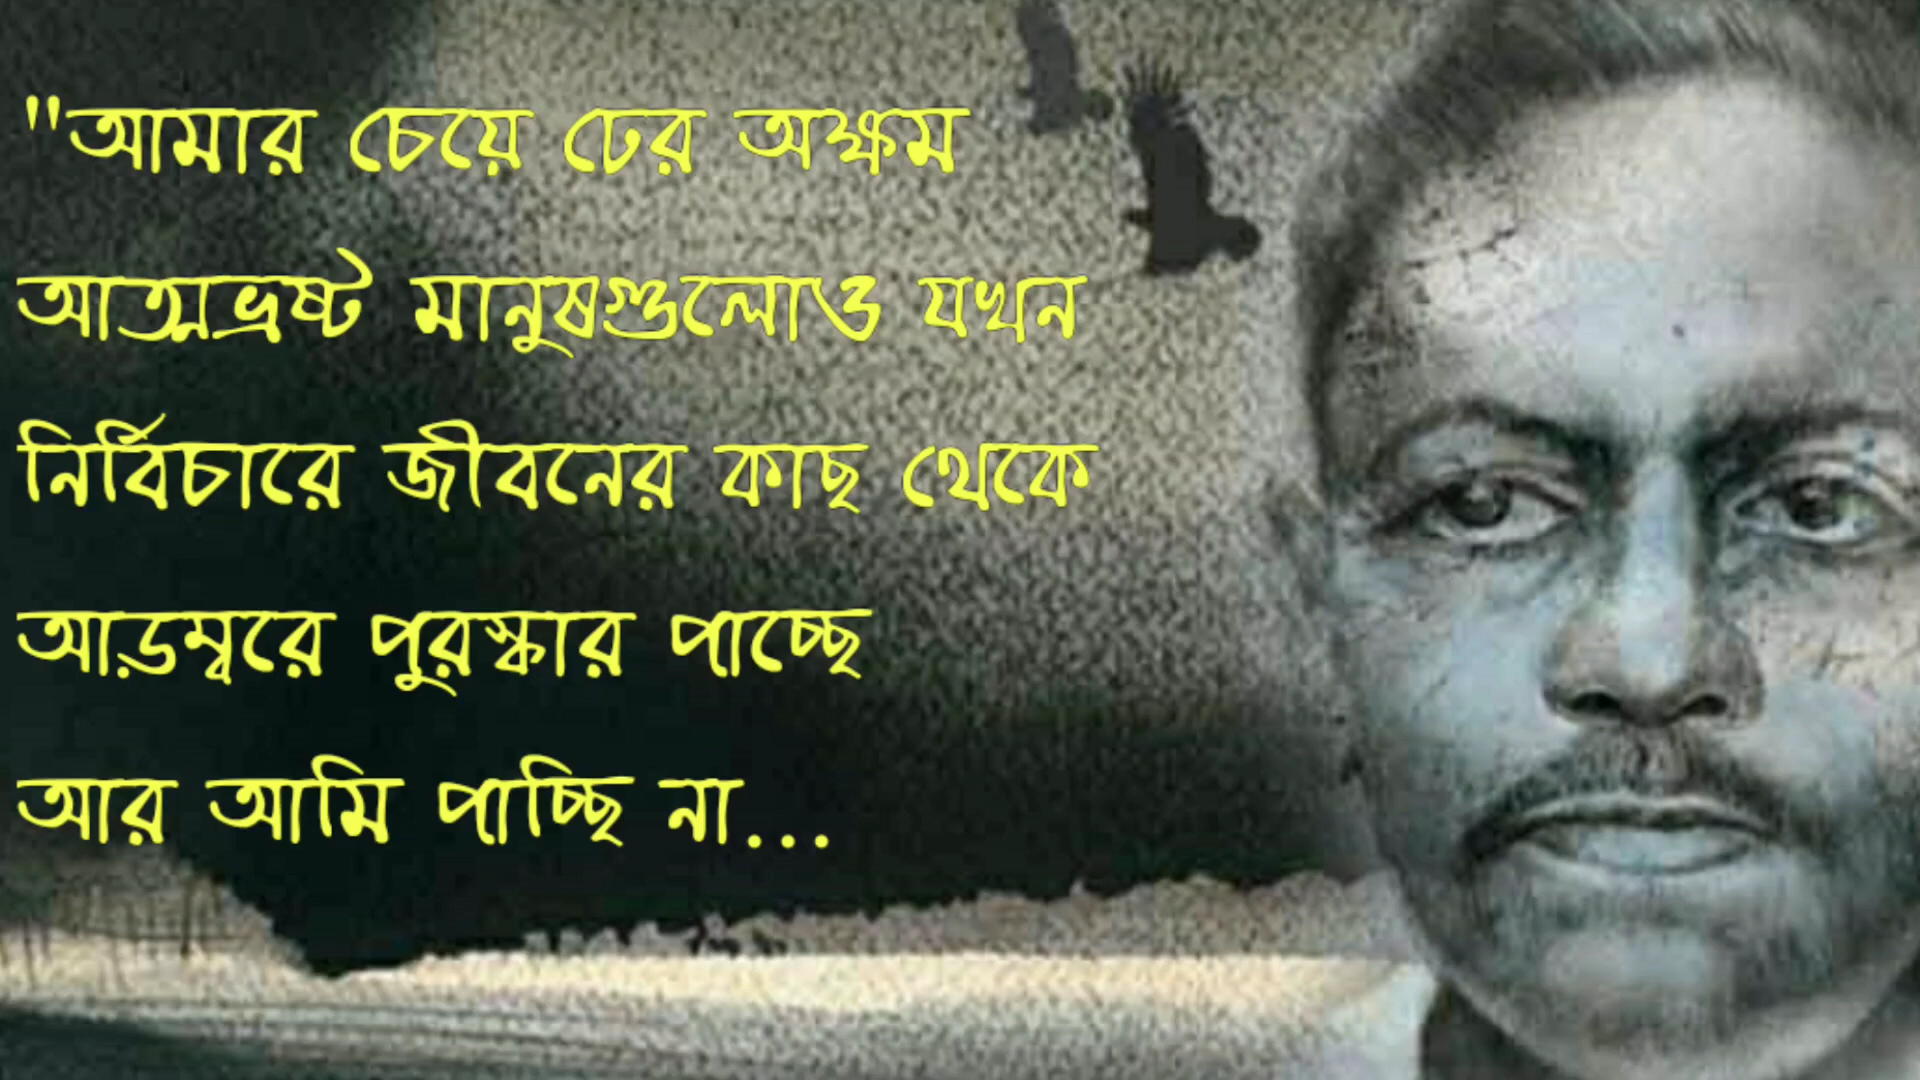 "আমার চেয়ে ঢের অক্ষম
আত্মভ্রষ্ট মানুষগুলোও যখন
নির্বিচারে জীবনের কাছ থেকে
আড়ম্বরে পুরস্কার পাচ্ছে
আর আমি পাচ্ছি না...